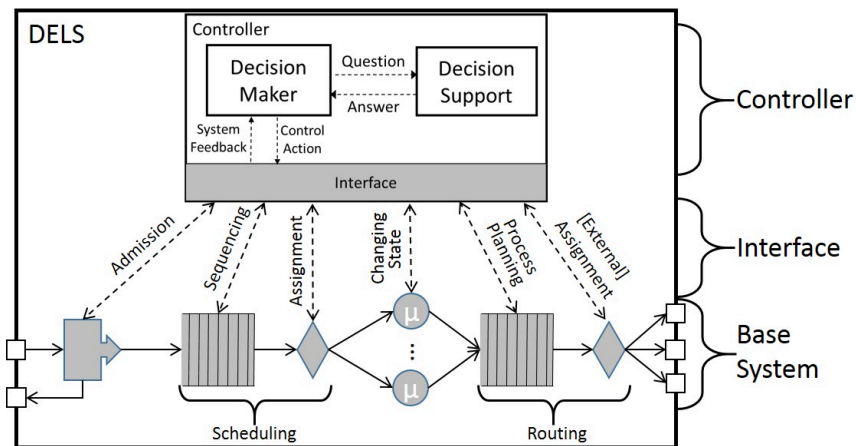 DELS
Controller
Decision
Maker
Question
Answer
Decision
Support
System
Feedback
Control
Action
Interface
Controller
Interface
Base
System
Admission
Sequencing
Assignment
Changing
State
Process
Planning
[External]
Assignment
μ
...
μ
Scheduling
Routing